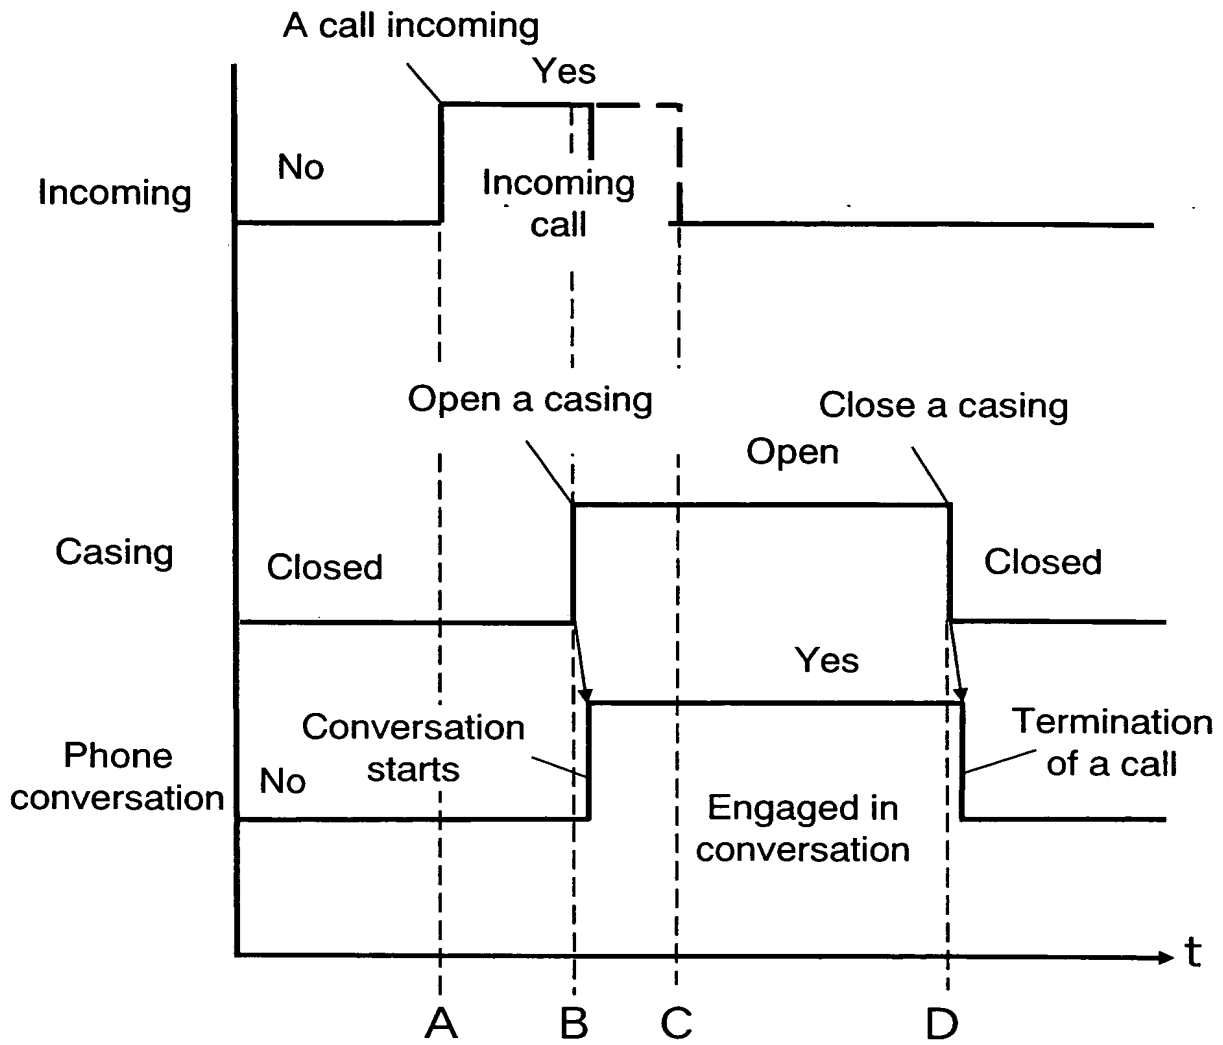 A call incoming
Yes
No
Incoming
Incoming
call
Open a casing
Close a casing
Open
Casing
Closed
Closed
Yes
Conversation
starts
Termination
of a call
Phone
conversation
No
Engaged in
conversation
t
A B C D